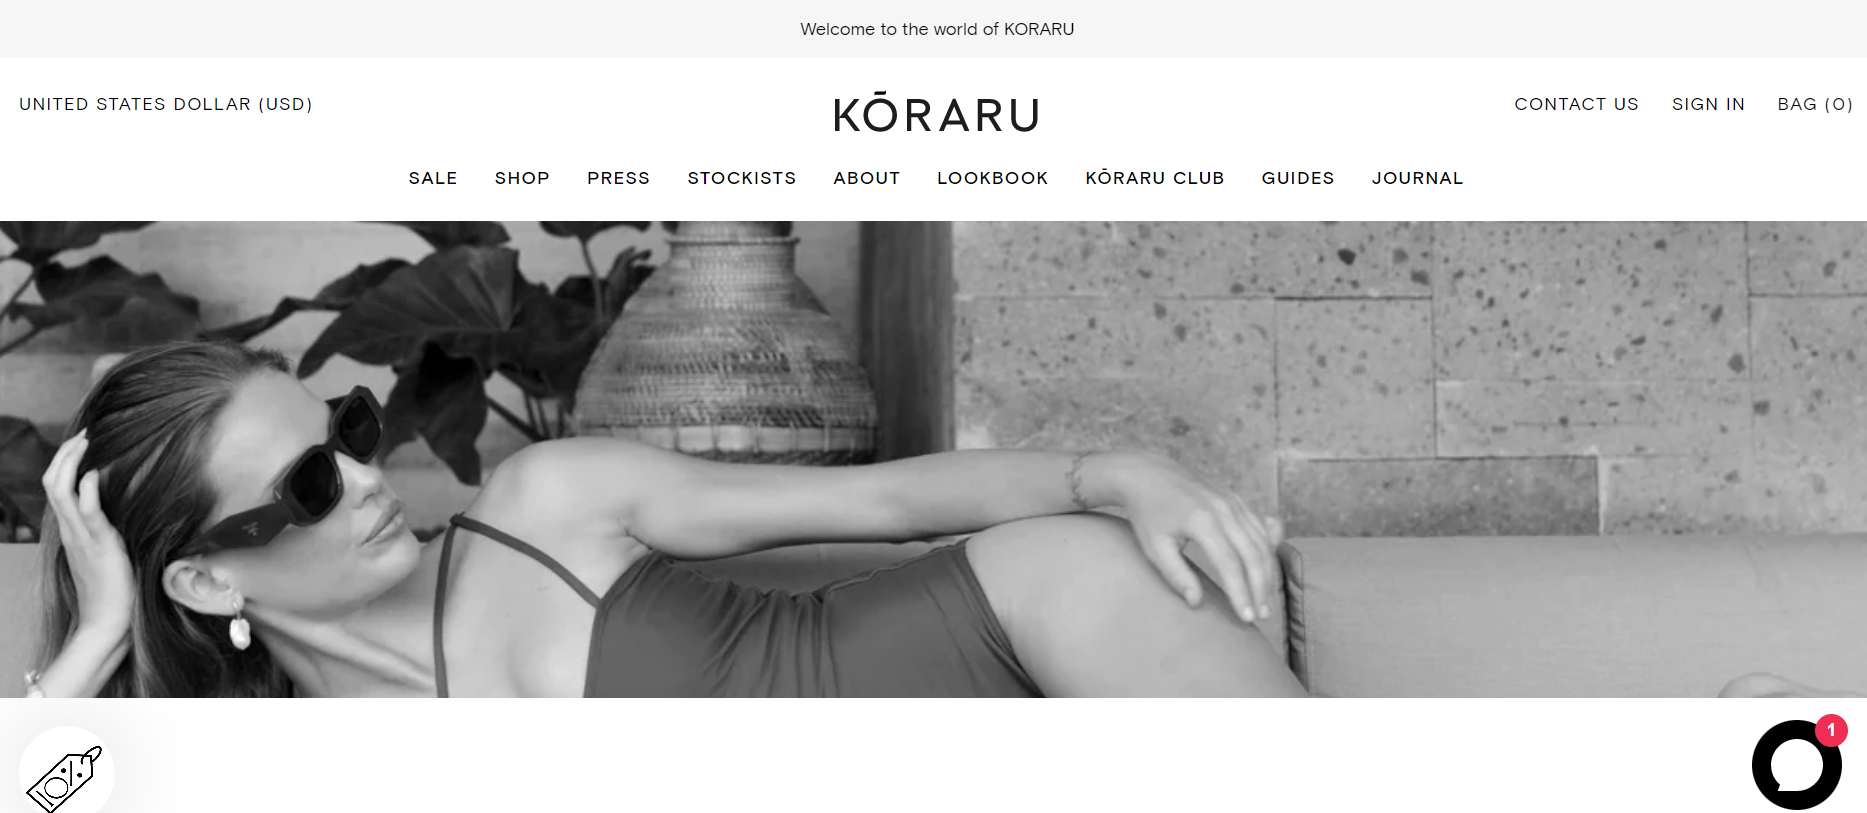 Welcome to the world of KORARU
UNITED STATES DOLLAR (USD)
KŌRARU
CONTACT US SIGN IN BAG (0)
SALE SHOP PRESS STOCKISTS ABOUT LOOKBOOK KŌRARU CLUB GUIDES JOURNAL
1